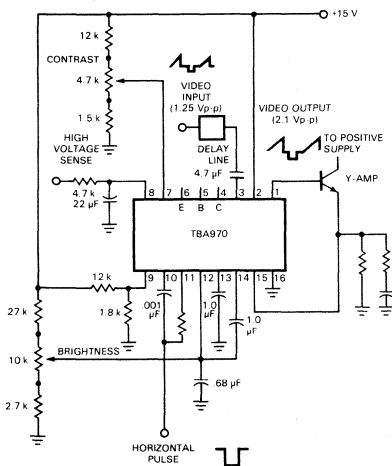 +15 V
12 k
CONTRAST
4.7 k
1.5 k
VIDEO
INPUT
(1.25 Vp-p)
VIDEO OUTPUT
(2.1 Vp-p)
HIGH
VOLTAGE
SENSE
DELAY
LINE
4.7 µF
TO POSITIVE
SUPPLY
Y-AMP
4.7 k
22 µF
8 7 6 5 4 3 2 1
E B C
TBA970
9 10 11 12 13 14 15 16
12 k
1.8 k
.001
µF
1.0
µF
1.0
µF
27 k
10 k
BRIGHTNESS
2.7 k
.68 µF
HORIZONTAL
PULSE